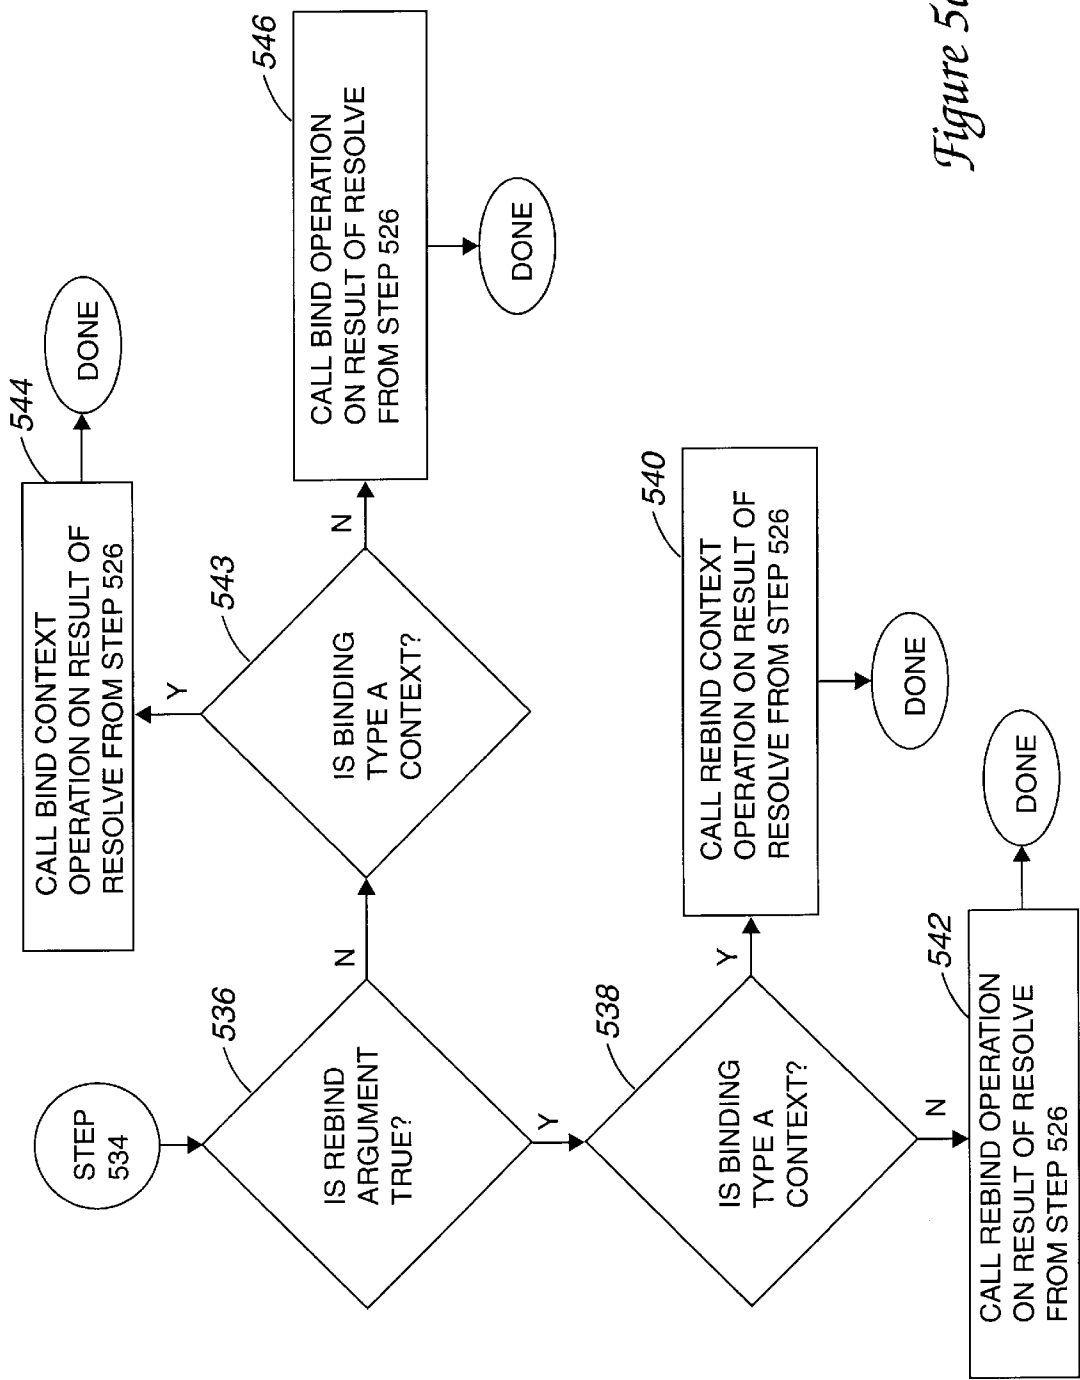 STEP
534
536
IS REBIND
ARGUMENT
TRUE?
N
Y
543
IS BINDING
TYPE A
CONTEXT?
Y
N
544
CALL BIND CONTEXT
OPERATION ON RESULT OF
RESOLVE FROM STEP 526
DONE
546
CALL BIND OPERATION
ON RESULT OF RESOLVE
FROM STEP 526
DONE
538
IS BINDING
TYPE A
CONTEXT?
Y
N
540
CALL REBIND CONTEXT
OPERATION ON RESULT OF
RESOLVE FROM STEP 526
DONE
542
CALL REBIND OPERATION
ON RESULT OF RESOLVE
FROM STEP 526
DONE
Figure